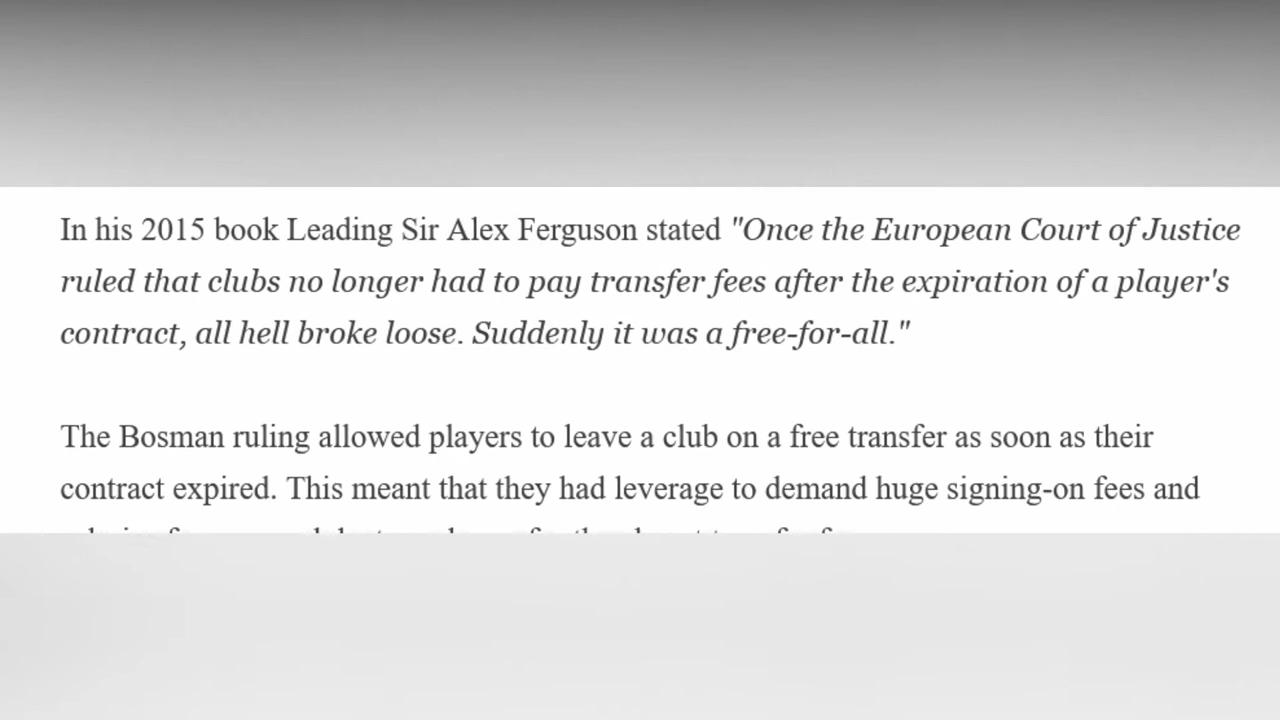 In his 2015 book Leading Sir Alex Ferguson stated "Once the European Court of Justice
ruled that clubs no longer had to pay transfer fees after the expiration of a player's
contract, all hell broke loose. Suddenly it was a free-for-all."
The Bosman ruling allowed players to leave a club on a free transfer as soon as their
contract expired. This meant that they had leverage to demand huge signing-on fees and